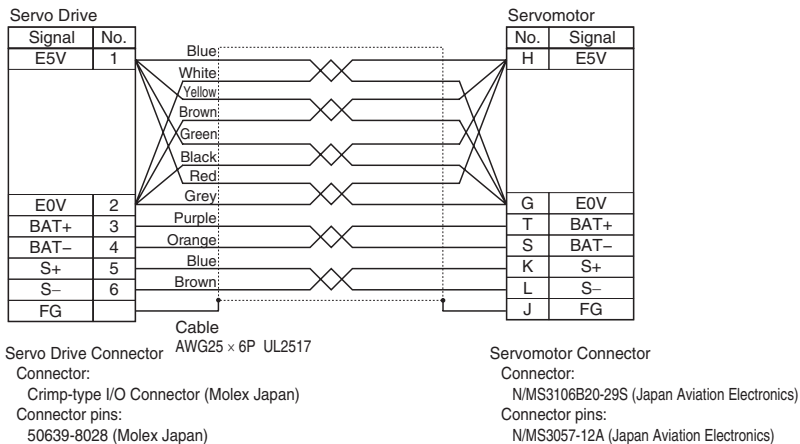 Servo Drive
Servomotor
Signal No.
No. Signal
E5V 1
H E5V
Blue
White
Yellow
Brown
Green
Black
Red
Grey
E0V 2
G E0V
Purple
BAT+ 3
T BAT+
Orange
BAT− 4
S BAT−
Blue
S+ 5
K S+
Brown
S− 6
L S−
FG
J FG
Cable
AWG25 × 6P UL2517
Servo Drive Connector
Connector:
Crimp-type I/O Connector (Molex Japan)
Connector pins:
50639-8028 (Molex Japan)
Servomotor Connector
Connector:
N/MS3106B20-29S (Japan Aviation Electronics)
Connector pins:
N/MS3057-12A (Japan Aviation Electronics)